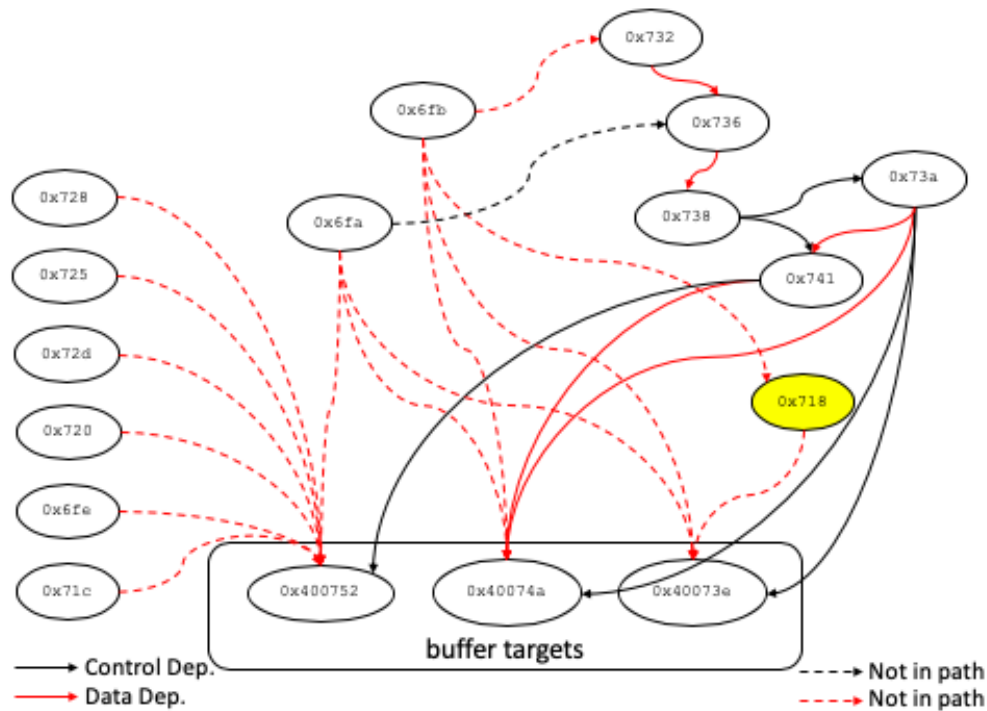 0x732
0x6fb
0x736
0x73a
0x728
0x6fa
0x738
0x725
0x741
0x72d
0x718
0x720
0x6fe
0x71c
0x400752
0x40074a
0x40073e
buffer targets
Control Dep.
Data Dep.
Not in path
Not in path